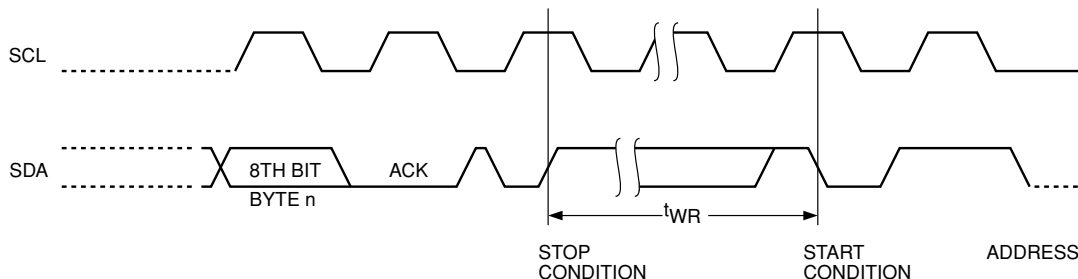 SCL
SDA
8TH BIT
ACK
BYTE n
tWR
STOP
CONDITION
START
CONDITION
ADDRESS